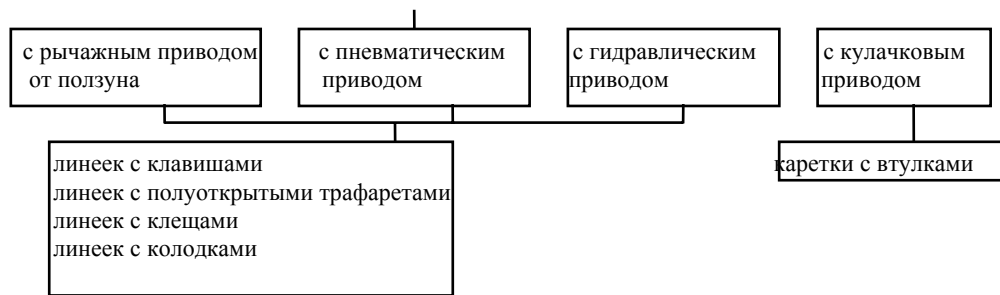 с рычажным приводом
от ползуна
с пневматическим
приводом
с гидравлическим
приводом
с кулачковым
приводом
линеек с клавишами
линеек с полуоткрытыми трафаретами
линеек с клещами
линеек с колодками
каретки с втулками